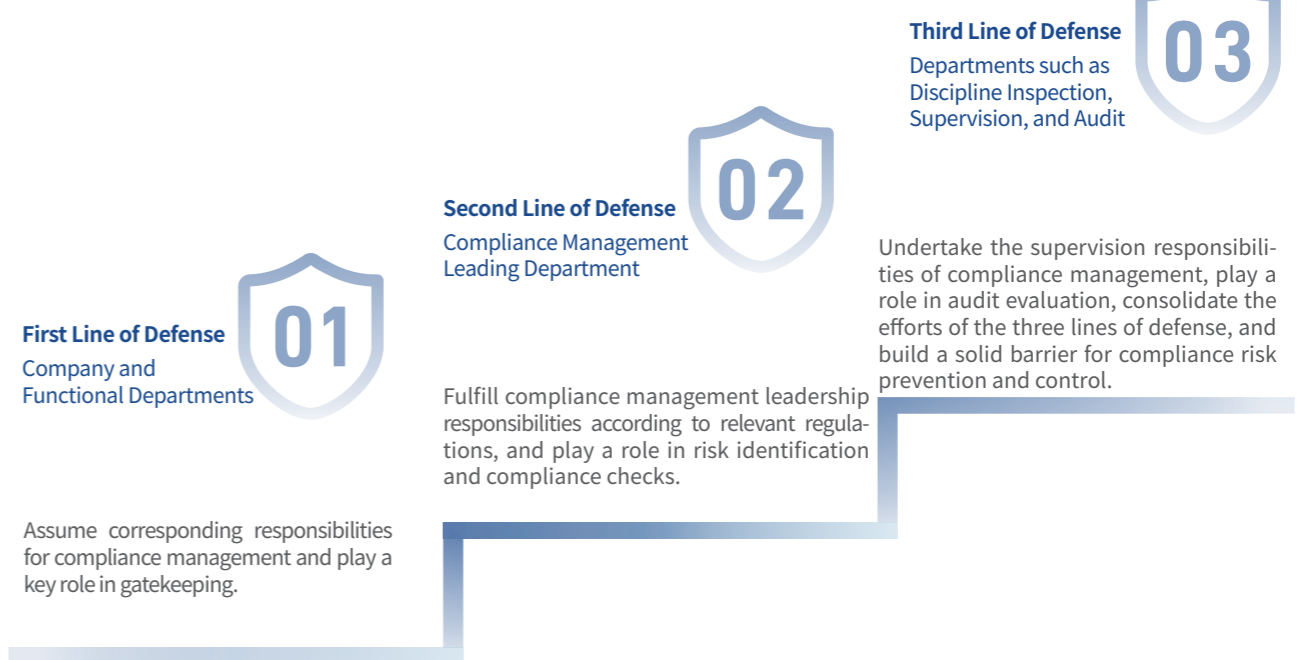 First Line of Defense
Company and
Functional Departments
01
Assume corresponding responsibilities
for compliance management and play a
key role in gatekeeping.
Second Line of Defense
Compliance Management
Leading Department
02
Fulfill compliance management leadership
responsibilities according to relevant regula-
tions, and play a role in risk identification
and compliance checks.
Third Line of Defense
Departments such as
Discipline Inspection,
Supervision, and Audit
03
Undertake the supervision responsibili-
ties of compliance management, play a
role in audit evaluation, consolidate the
efforts of the three lines of defense, and
build a solid barrier for compliance risk
prevention and control.